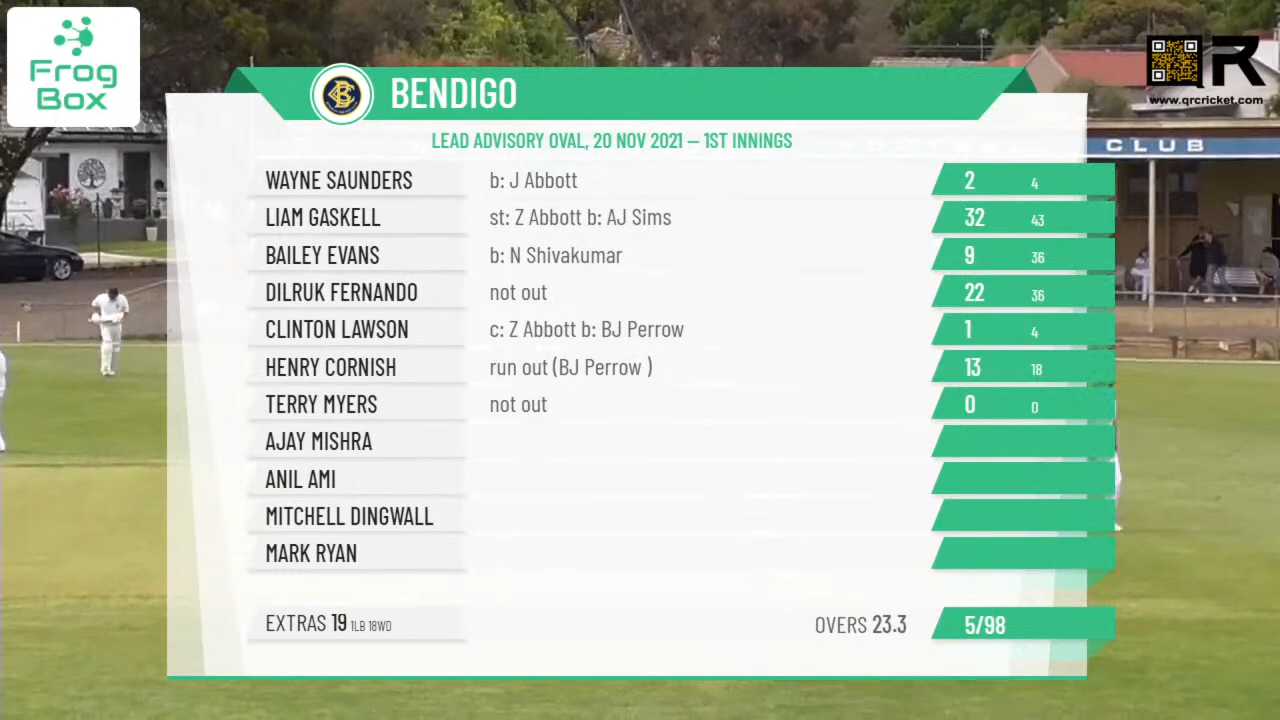 Frog
Box
BENDIGO
R
www.qrcricket.com
CLUB
LEAD ADVISORY OVAL, 20 NOV 2021 – 1ST INNINGS
WAYNE SAUNDERS b: J Abbott 2 4
LIAM GASKELL st: Z Abbott b: AJ Sims 32 43
BAILEY EVANS b: N Shivakumar 9 36
DILRUK FERNANDO not out 22 36
CLINTON LAWSON c: Z Abbott b: BJ Perrow 1 4
HENRY CORNISH run out (BJ Perrow ) 13 18
TERRY MYERS not out 0 0
AJAY MISHRA
ANIL AMI
MITCHELL DINGWALL
MARK RYAN
EXTRAS 19 1LB 18WD OVERS 23.3 5/98